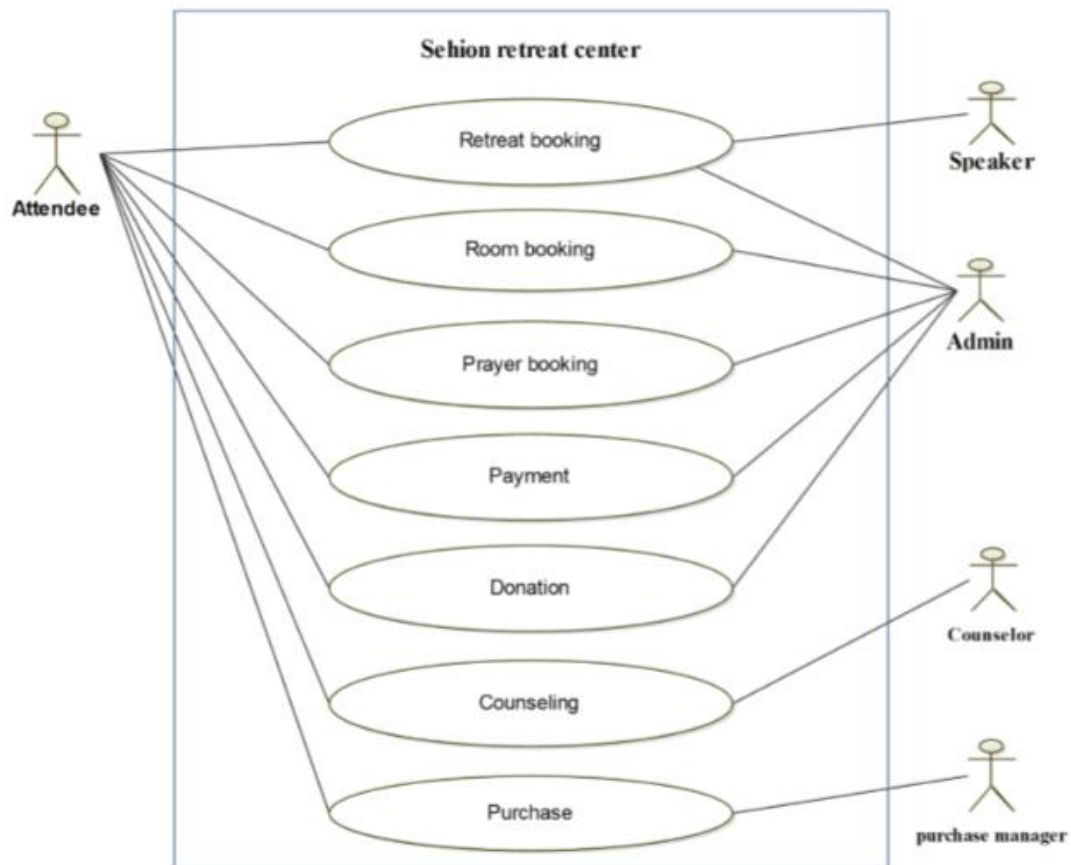 Sehion retreat center
Attendee
Retreat booking
Speaker
Room booking
Admin
Prayer booking
Payment
Donation
Counselor
Counseling
Purchase
purchase manager